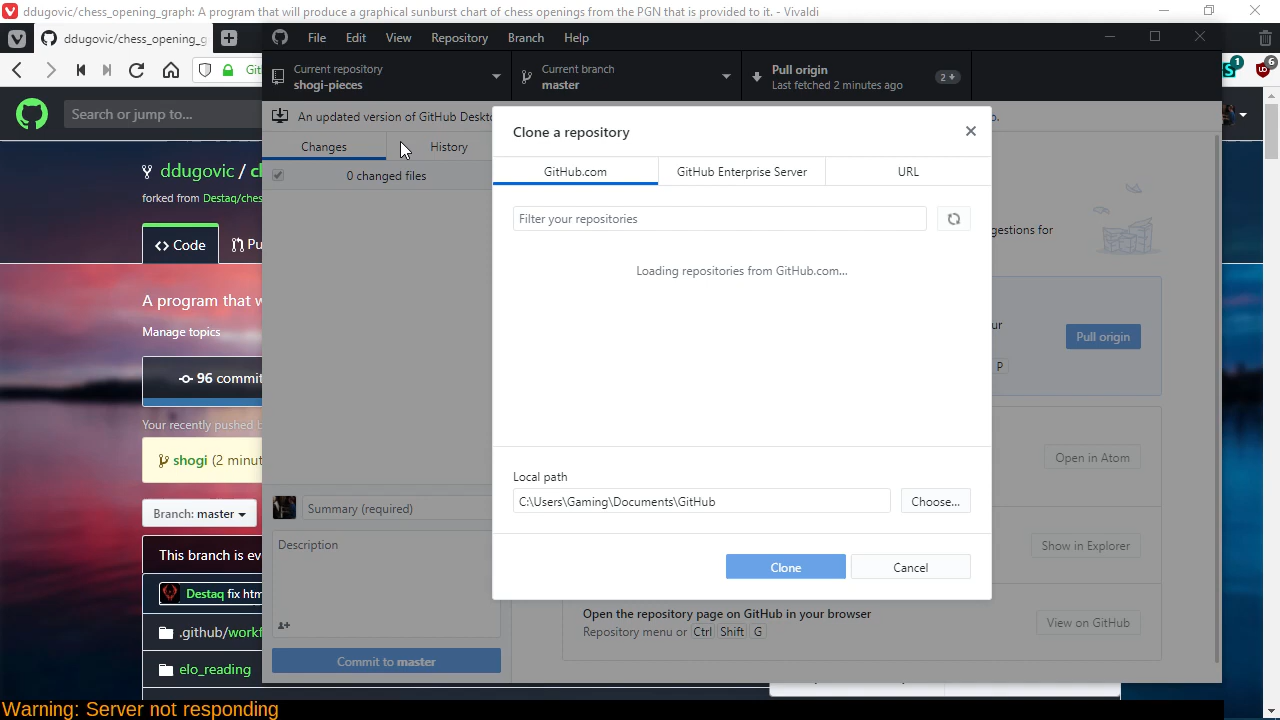 ddugovic/chess_opening_graph: A program that will produce a graphical sunburst chart of chess openings from the PGN that is provided to it. - Vivaldi
ddugovic/chess_opening_g
File Edit View Repository Branch Help
Current repository
shogi-pieces
Current branch
master
Pull origin
Last fetched 2 minutes ago
2
Search or jump to...
An updated version of GitHub Deskto
Changes
History
0 changed files
Clone a repository
GitHub.com
GitHub Enterprise Server
URL
Filter your repositories
Loading repositories from GitHub.com...
Local path
C:\Users\Gaming\Documents\GitHub
Choose...
Clone
Cancel
ddugovic /
forked from Destaq/ches
Code
Pu
A program that w
Manage topics
96 commit
Your recently pushed b
shogi (2 minut
Branch: master
This branch is ev
Destaq fix htm
.github/workf
elo_reading
Summary (required)
Description
Commit to master
gestions for
ur
Pull origin
P
Open in Atom
Show in Explorer
Open the repository page on GitHub in your browser
Repository menu or Ctrl Shift G
View on GitHub
1
6
Warning: Server not responding